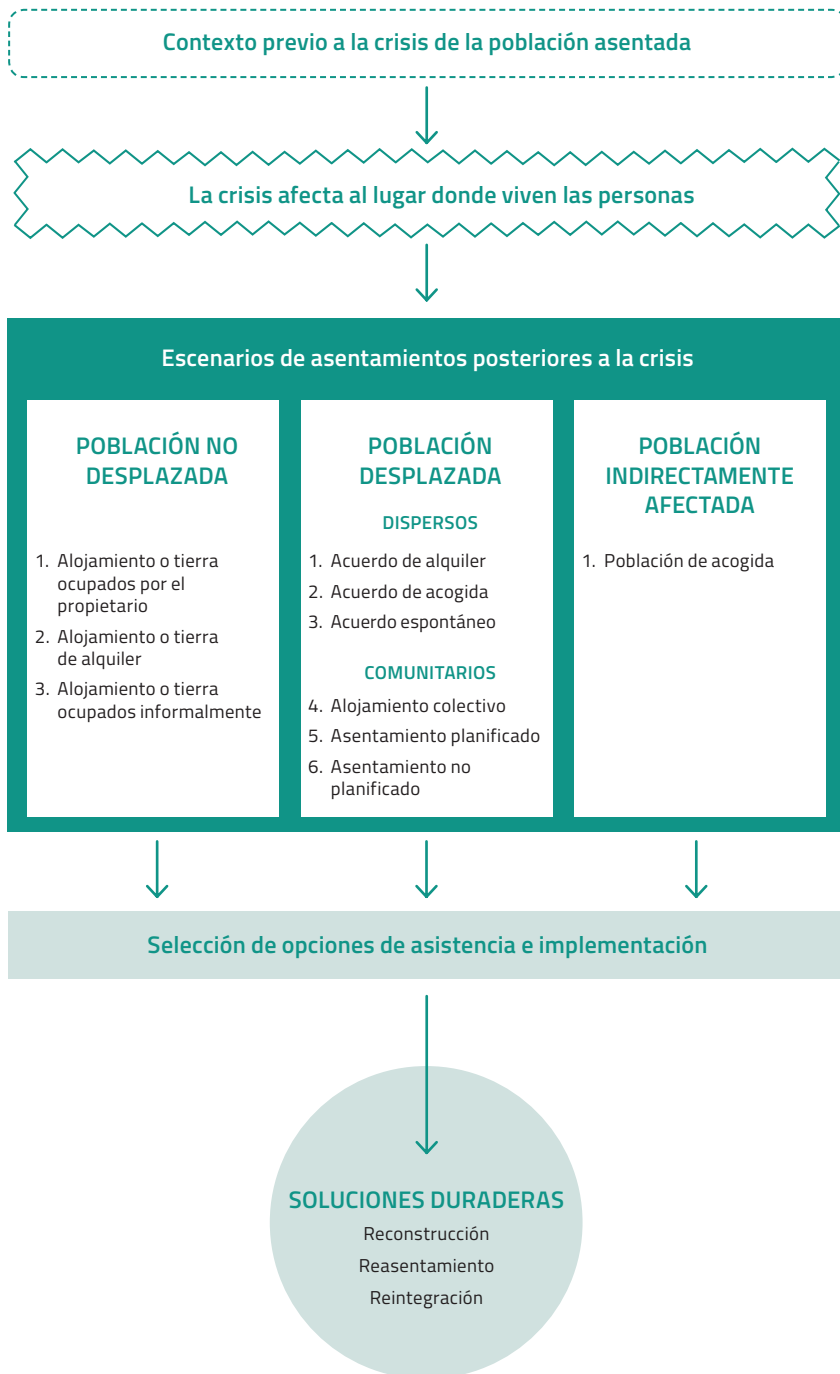 Contexto previo a la crisis de la población asentada
La crisis afecta al lugar donde viven las personas
Escenarios de asentamientos posteriores a la crisis
POBLACIÓN NO
DESPLAZADA
1. Alojamiento o tierra
ocupados por el
propietario
2. Alojamiento o tierra
de alquiler
3. Alojamiento o tierra
ocupados informalmente
POBLACIÓN
DESPLAZADA
DISPERSOS
1. Acuerdo de alquiler
2. Acuerdo de acogida
3. Acuerdo espontáneo
COMUNITARIOS
4. Alojamiento colectivo
5. Asentamiento planificado
6. Asentamiento no
planificado
POBLACIÓN
INDIRECTAMENTE
AFECTADA
1. Población de acogida
Selección de opciones de asistencia e implementación
SOLUCIONES DURADERAS
Reconstrucción
Reasentamiento
Reintegración